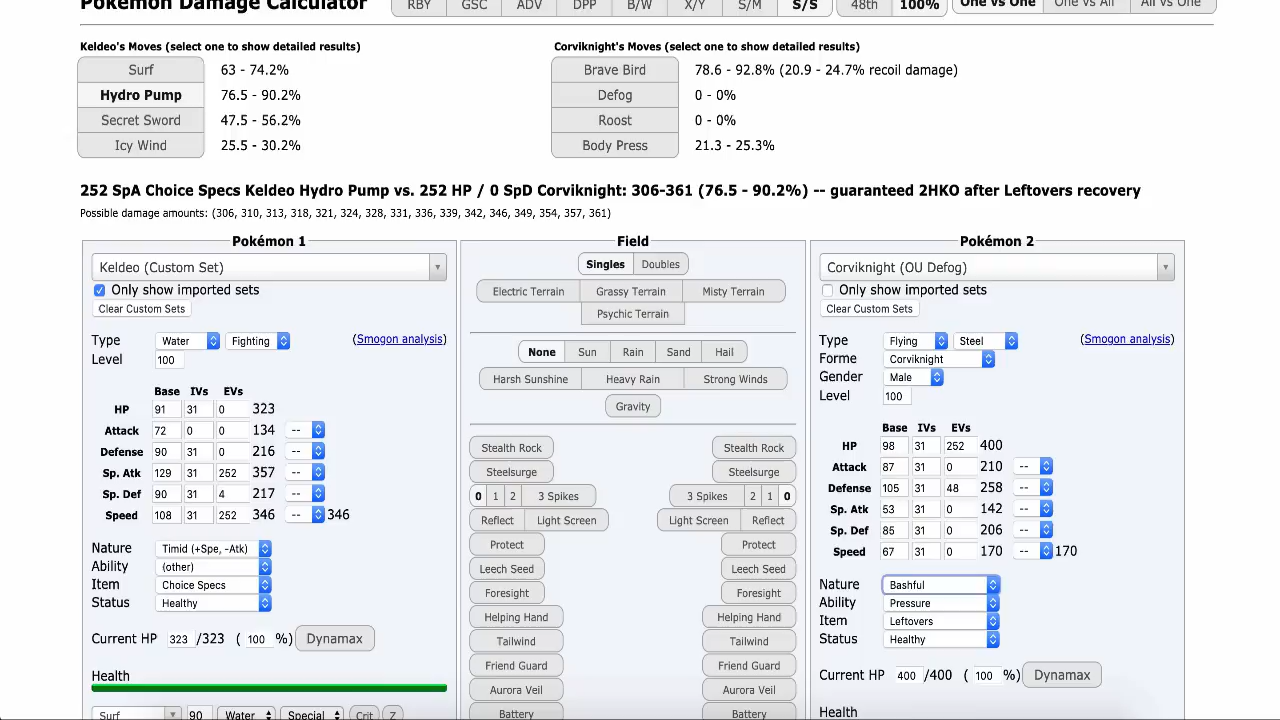 Pokémon Damage Calculator
RBY GSC ADV DPP B/W X/Y S/M S/S 48th 100% One vs One One vs All All vs One
Keldeo's Moves (select one to show detailed results)
Surf 63 - 74.2%
Hydro Pump 76.5 - 90.2%
Secret Sword 47.5 - 56.2%
Icy Wind 25.5 - 30.2%
Corviknight's Moves (select one to show detailed results)
Brave Bird 78.6 - 92.8% (20.9 - 24.7% recoil damage)
Defog 0 - 0%
Roost 0 - 0%
Body Press 21.3 - 25.3%
252 SpA Choice Specs Keldeo Hydro Pump vs. 252 HP / 0 SpD Corviknight: 306-361 (76.5 - 90.2%) -- guaranteed 2HKO after Leftovers recovery
Possible damage amounts: (306, 310, 313, 318, 321, 324, 328, 331, 336, 339, 342, 346, 349, 354, 357, 361)
Pokémon 1
Keldeo (Custom Set)
Only show imported sets
Clear Custom Sets
Type Water Fighting (Smogon analysis)
Level 100
Base IVs EVs
HP 91 31 0 323
Attack 72 0 0 134 --
Defense 90 31 0 216 --
Sp. Atk 129 31 252 357 --
Sp. Def 90 31 4 217 --
Speed 108 31 252 346 -- 346
Nature Timid (+Spe, -Atk)
Ability (other)
Item Choice Specs
Status Healthy
Current HP 323 /323 ( 100 %) Dynamax
Health
Surf 90 Water Special Crit Z
Field
Singles Doubles
Electric Terrain Grassy Terrain Misty Terrain
Psychic Terrain
None Sun Rain Sand Hail
Harsh Sunshine Heavy Rain Strong Winds
Gravity
Stealth Rock Stealth Rock
Steelsurge Steelsurge
0 1 2 3 Spikes 3 Spikes 2 1 0
Reflect Light Screen Light Screen Reflect
Protect Protect
Leech Seed Leech Seed
Foresight Foresight
Helping Hand Helping Hand
Tailwind Tailwind
Friend Guard Friend Guard
Aurora Veil Aurora Veil
Battery Battery
Pokémon 2
Corviknight (OU Defog)
Only show imported sets
Clear Custom Sets
Type Flying Steel (Smogon analysis)
Forme Corviknight
Gender Male
Level 100
Base IVs EVs
HP 98 31 252 400
Attack 87 31 0 210 --
Defense 105 31 48 258 --
Sp. Atk 53 31 0 142 --
Sp. Def 85 31 0 206 --
Speed 67 31 0 170 -- 170
Nature Bashful
Ability Pressure
Item Leftovers
Status Healthy
Current HP 400 /400 ( 100 %) Dynamax
Health